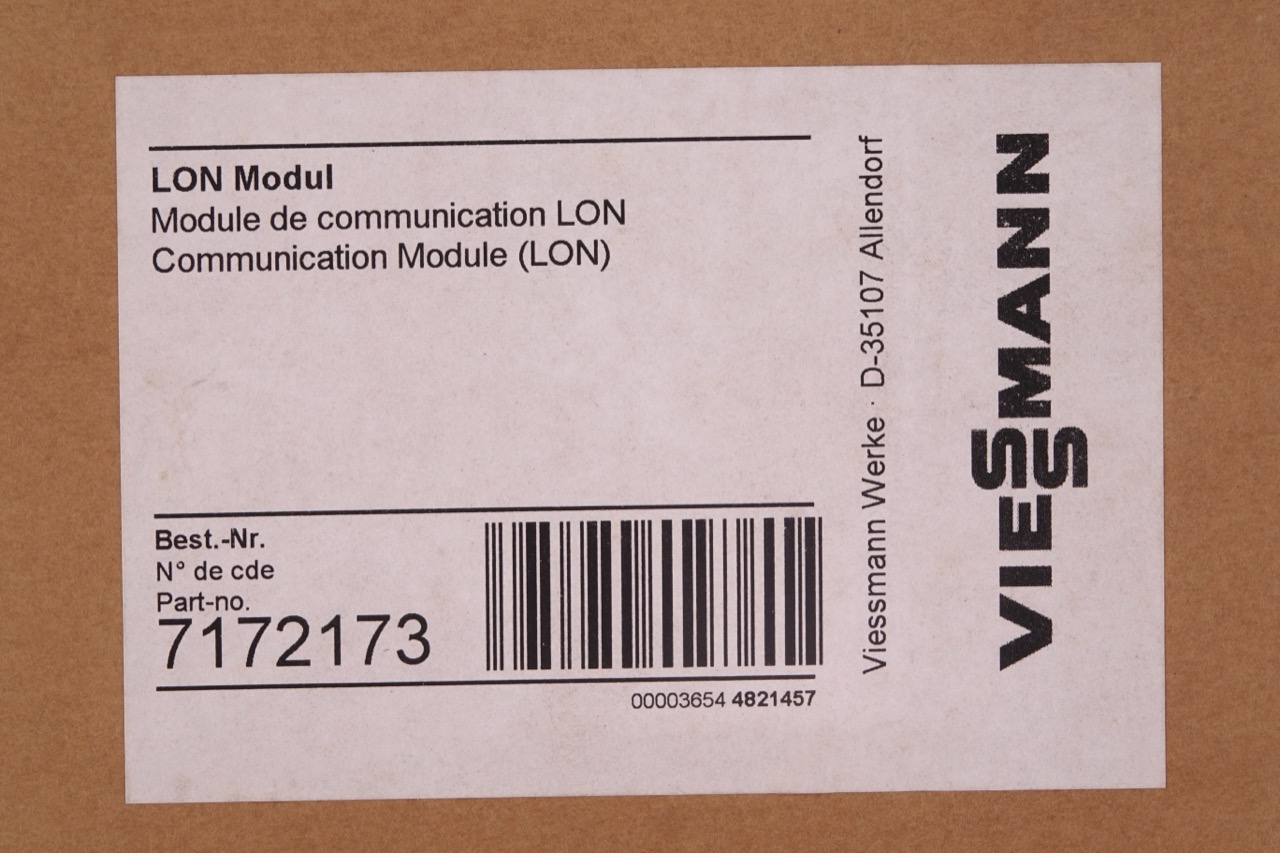 LON Modul
Module de communication LON
Communication Module (LON)
Best.-Nr.
N° de cde
Part-no.
7172173
00003654 4821457
Viessmann Werke · D-35107 Allendorf
VIESSMANN